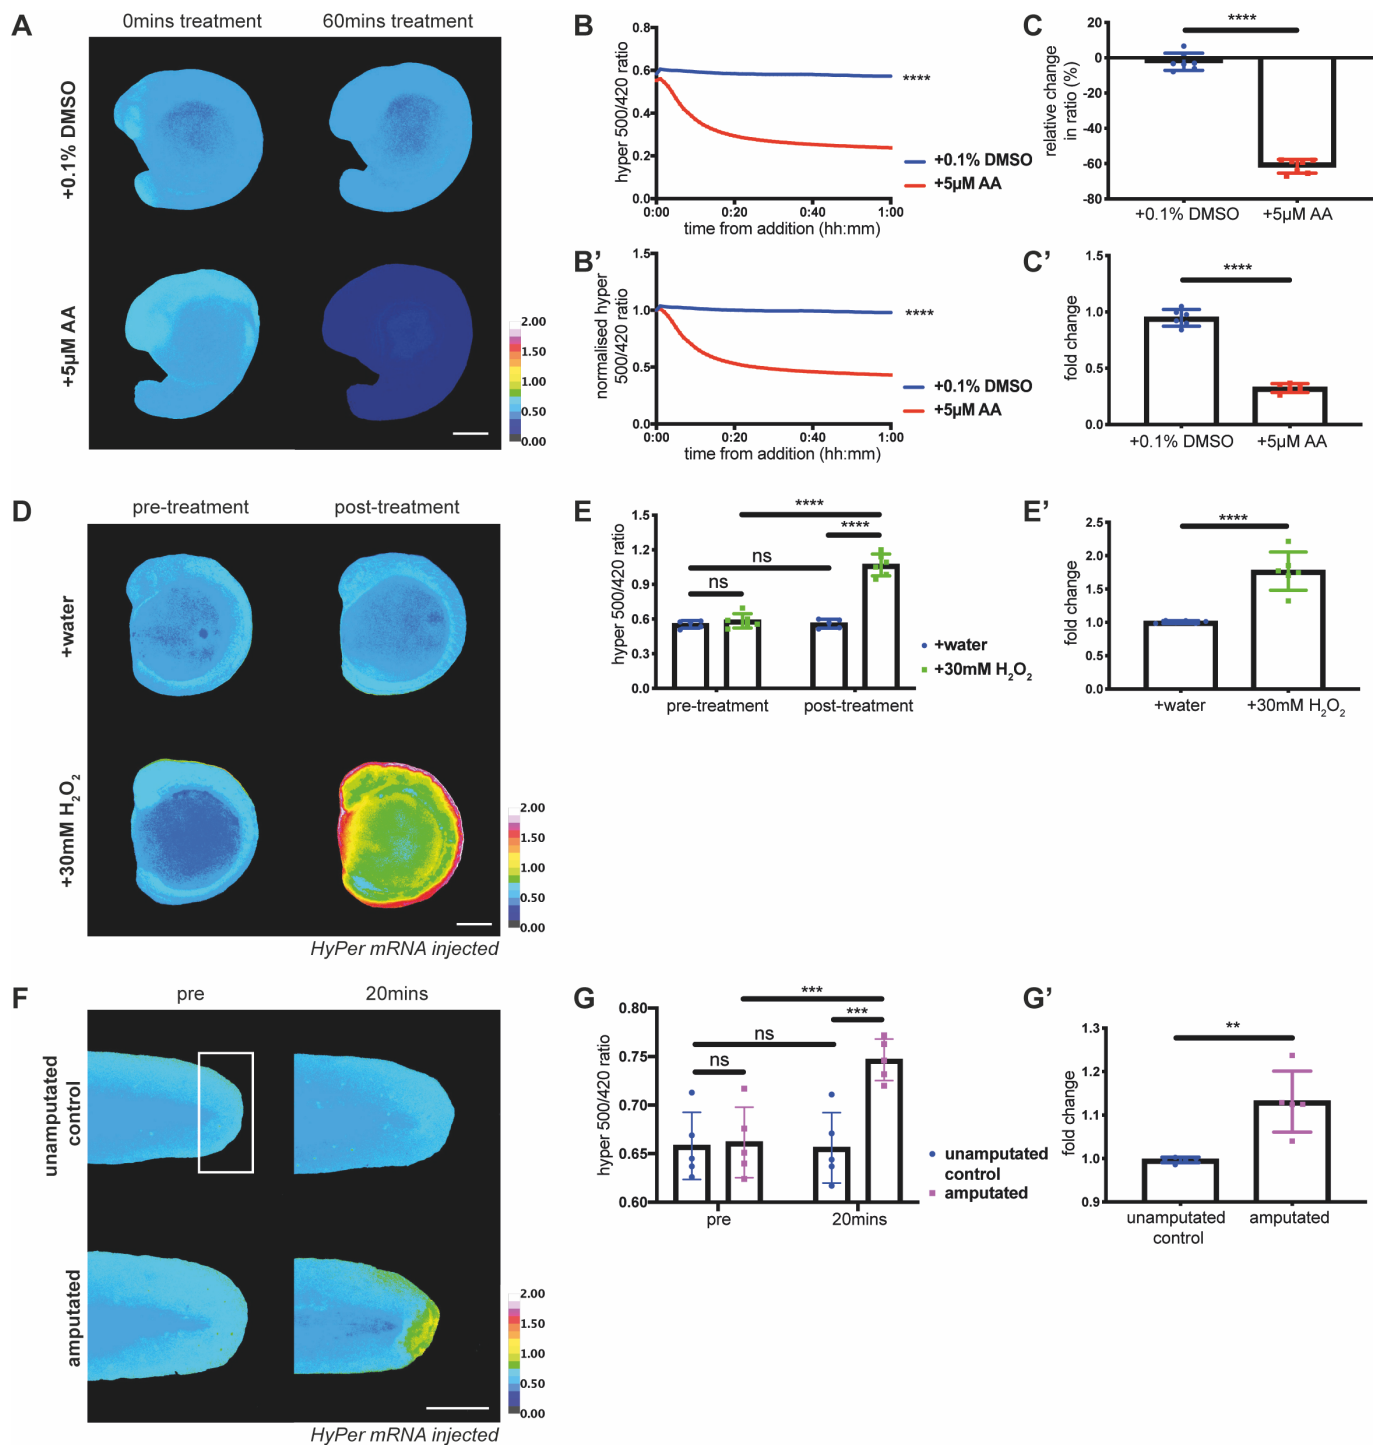 A
0mins treatment
60mins treatment
+0.1% DMSO
+5µM AA
2.00
1.50
1.00
0.50
0.00
B
hyper 500/420 ratio
0.8
0.6
0.4
0.2
0.0
0:00
0:20
0:40
1:00
time from addition (hh:mm)
****
+0.1% DMSO
+5µM AA
C
relative change
in ratio (%)
20
0
-20
-40
-60
-80
****
+0.1% DMSO
+5µM AA
B'
normalised hyper
500/420 ratio
1.5
1.0
0.5
0.0
0:00
0:20
0:40
1:00
time from addition (hh:mm)
****
+0.1% DMSO
+5µM AA
C'
fold change
1.5
1.0
0.5
0.0
****
+0.1% DMSO
+5µM AA
D
pre-treatment
post-treatment
+water
+30mM H₂O₂
2.00
1.50
1.00
0.50
0.00
HyPer mRNA injected
E
hyper 500/420 ratio
1.5
1.2
0.9
0.6
0.3
0.0
****
****
ns
ns
pre-treatment
post-treatment
+water
+30mM H₂O₂
E'
fold change
2.5
2.0
1.5
1.0
0.5
0.0
****
+water
+30mM H₂O₂
F
pre
20mins
unamputated
control
amputated
2.00
1.50
1.00
0.50
0.00
HyPer mRNA injected
G
hyper 500/420 ratio
0.80
0.75
0.70
0.65
0.60
***
***
ns
ns
pre
20mins
unamputated
control
amputated
G'
fold change
1.3
1.2
1.1
1.0
0.9
**
unamputated
control
amputated